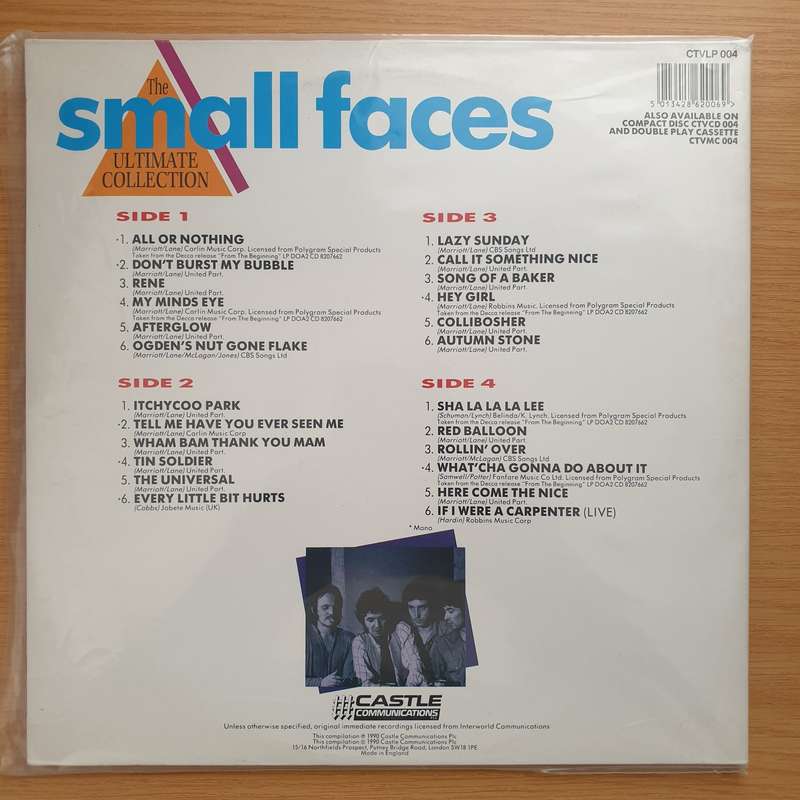 The
small faces
ULTIMATE
COLLECTION
CTVLP 004
5 013428 620069 >
ALSO AVAILABLE ON
COMPACT DISC CTVCD 004
AND DOUBLE PLAY CASSETTE
CTVMC 004
SIDE 1
*1. ALL OR NOTHING
(Marriott/Lane) Carlin Music Corp. Licensed from Polygram Special Products
Taken from the Decca release "From The Beginning" LP DOA2 CD 8207662
*2. DON'T BURST MY BUBBLE
(Marriott/Lane) United Part.
3. RENE
(Marriott/Lane) United Part.
4. MY MINDS EYE
(Marriott/Lane) Carlin Music Corp. Licensed from Polygram Special Products
Taken from the Decca release "From The Beginning" LP DOA2 CD 8207662
5. AFTERGLOW
(Marriott/Lane) United Part.
6. OGDEN'S NUT GONE FLAKE
(Marriott/Lane/McLagan/Jones) CBS Songs Ltd
SIDE 2
1. ITCHYCOO PARK
(Marriott/Lane) United Part.
*2. TELL ME HAVE YOU EVER SEEN ME
(Marriott/Lane) Carlin Music Corp
3. WHAM BAM THANK YOU MAM
(Marriott/Lane) United Part.
*4. TIN SOLDIER
(Marriott/Lane) United Part.
5. THE UNIVERSAL
(Marriott/Lane) United Part.
*6. EVERY LITTLE BIT HURTS
(Cobbs) Jobete Music (UK)
SIDE 3
1. LAZY SUNDAY
(Marriott/Lane) CBS Songs Ltd
2. CALL IT SOMETHING NICE
(Marriott/Lane) United Part.
3. SONG OF A BAKER
(Marriott/Lane) United Part.
*4. HEY GIRL
(Marriott/Lane) Robbins Music. Licensed from Polygram Special Products
Taken from the Decca release "From The Beginning" LP DOA2 CD 8207662
5. COLLIBOSHER
(Marriott/Lane) United Part.
6. AUTUMN STONE
(Marriott/Lane) United Part.
SIDE 4
1. SHA LA LA LA LEE
(Schuman/Lynch) Belinda/K. Lynch. Licensed from Polygram Special Products
Taken from the Decca release "From The Beginning" LP DOA2 CD 8207662
2. RED BALLOON
(Marriott/Lane) United Part.
3. ROLLIN' OVER
(Marriott/McLagan) CBS Songs Ltd
*4. WHAT'CHA GONNA DO ABOUT IT
(Samwell/Potter) Fanfare Music Co Ltd. Licensed from Polygram Special Products
Taken from the Decca release "From The Beginning" LP DOA2 CD 8207662
5. HERE COME THE NICE
(Marriott/Lane) United Part.
6. IF I WERE A CARPENTER (LIVE)
(Hardin) Robbins Music Corp
* Mono
CASTLE
COMMUNICATIONS
Unless otherwise specified, original immediate recordings licensed from Interworld Communications
This compilation ℗ 1990 Castle Communications Plc
This compilation © 1990 Castle Communications Plc
15/16 Northfields Prospect, Putney Bridge Road, London SW18 1PE
Made in England